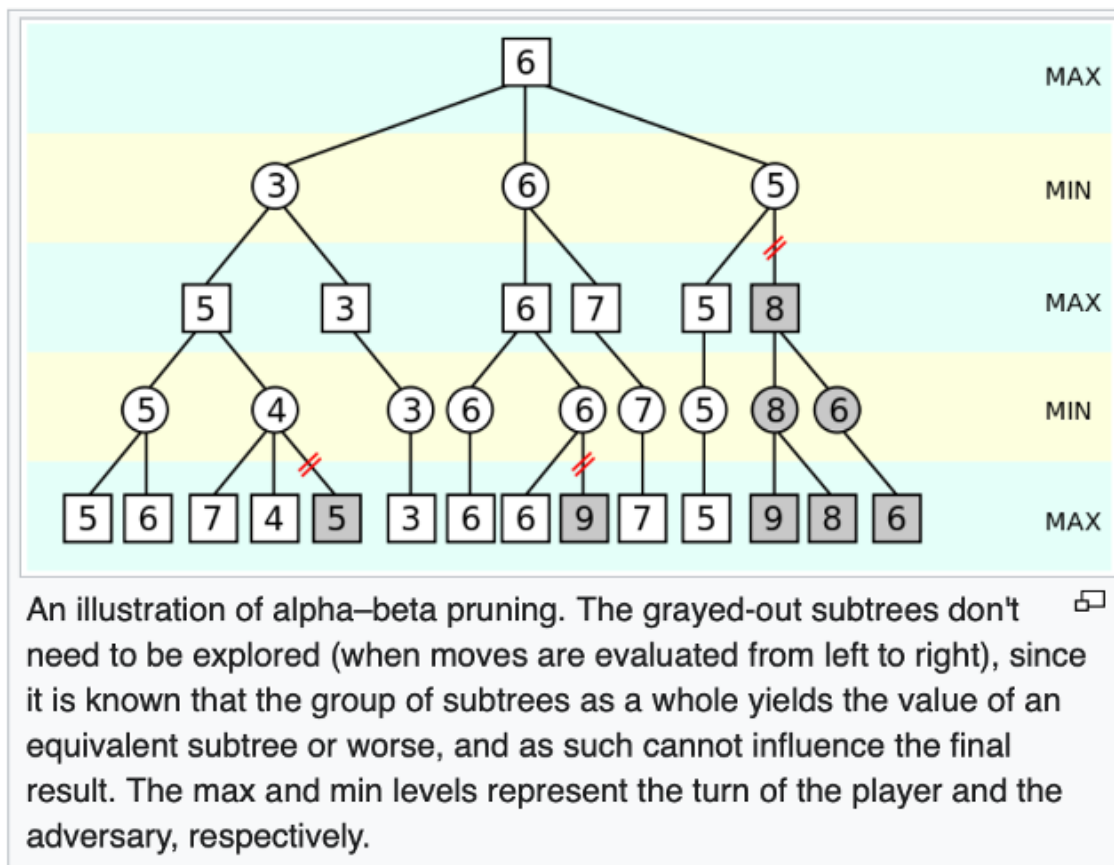 6 MAX
3 6 5 MIN
5 3 6 7 5 8 MAX
5 4 3 6 6 7 5 8 6 MIN
5 6 7 4 5 3 6 6 9 7 5 9 8 6 MAX
An illustration of alpha–beta pruning. The grayed-out subtrees don't
need to be explored (when moves are evaluated from left to right), since
it is known that the group of subtrees as a whole yields the value of an
equivalent subtree or worse, and as such cannot influence the final
result. The max and min levels represent the turn of the player and the
adversary, respectively.